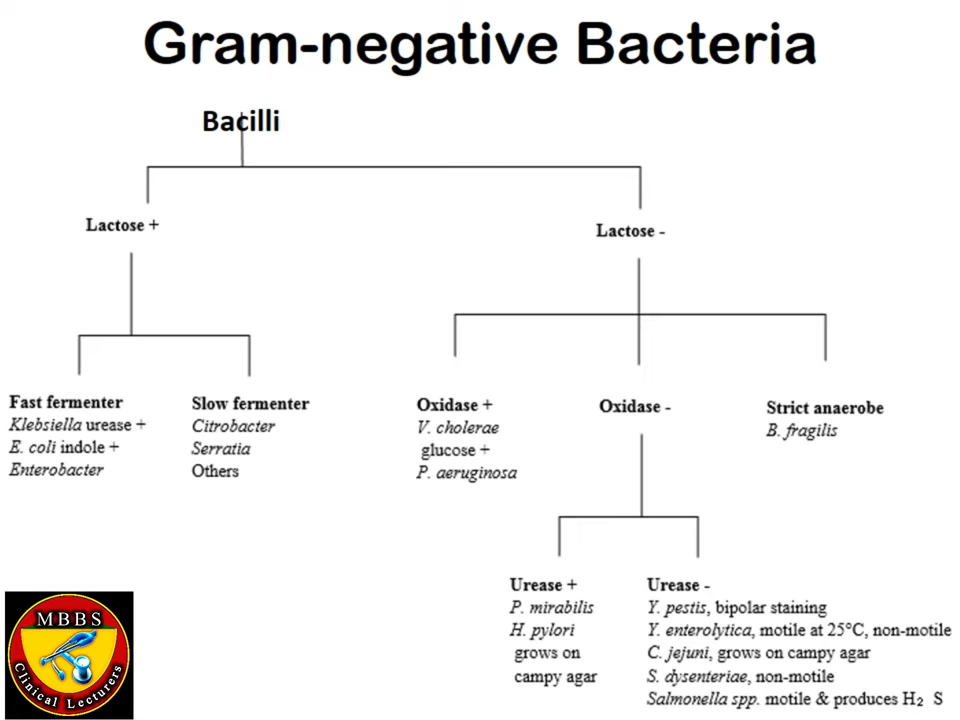 Gram-negative Bacteria
Bacilli
Lactose +
Lactose -
Fast fermenter
Klebsiella urease +
E. coli indole +
Enterobacter
Slow fermenter
Citrobacter
Serratia
Others
Oxidase +
V. cholerae
glucose +
P. aeruginosa
Oxidase -
Strict anaerobe
B. fragilis
Urease +
P. mirabilis
H. pylori
grows on
campy agar
Urease -
Y. pestis, bipolar staining
Y. enterolytica, motile at 25°C, non-motile
C. jejuni, grows on campy agar
S. dysenteriae, non-motile
Salmonella spp. motile & produces H₂ S
MBBS
Clinical Lecturers